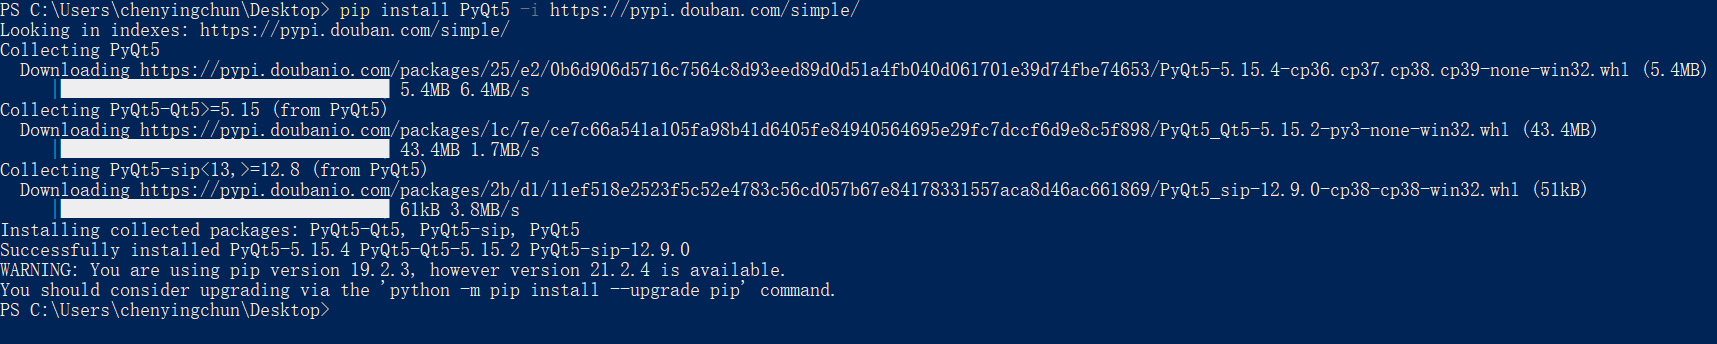 PS C:\Users\chenyingchun\Desktop> pip install PyQt5 -i https://pypi.douban.com/simple/
Looking in indexes: https://pypi.douban.com/simple/
Collecting PyQt5
  Downloading https://pypi.doubanio.com/packages/25/e2/0b6d906d5716c7564c8d93eed89d0d51a4fb040d061701e39d74fbe74653/PyQt5-5.15.4-cp36.cp37.cp38.cp39-none-win32.whl (5.4MB)
5.4MB 6.4MB/s
Collecting PyQt5-Qt5>=5.15 (from PyQt5)
  Downloading https://pypi.doubanio.com/packages/1c/7e/ce7c66a541a105fa98b41d6405fe84940564695e29fc7dccf6d9e8c5f898/PyQt5_Qt5-5.15.2-py3-none-win32.whl (43.4MB)
43.4MB 1.7MB/s
Collecting PyQt5-sip<13,>=12.8 (from PyQt5)
  Downloading https://pypi.doubanio.com/packages/2b/d1/11ef518e2523f5c52e4783c56cd057b67e84178331557aca8d46ac661869/PyQt5_sip-12.9.0-cp38-cp38-win32.whl (51kB)
61kB 3.8MB/s
Installing collected packages: PyQt5-Qt5, PyQt5-sip, PyQt5
Successfully installed PyQt5-5.15.4 PyQt5-Qt5-5.15.2 PyQt5-sip-12.9.0
WARNING: You are using pip version 19.2.3, however version 21.2.4 is available.
You should consider upgrading via the 'python -m pip install --upgrade pip' command.
PS C:\Users\chenyingchun\Desktop>